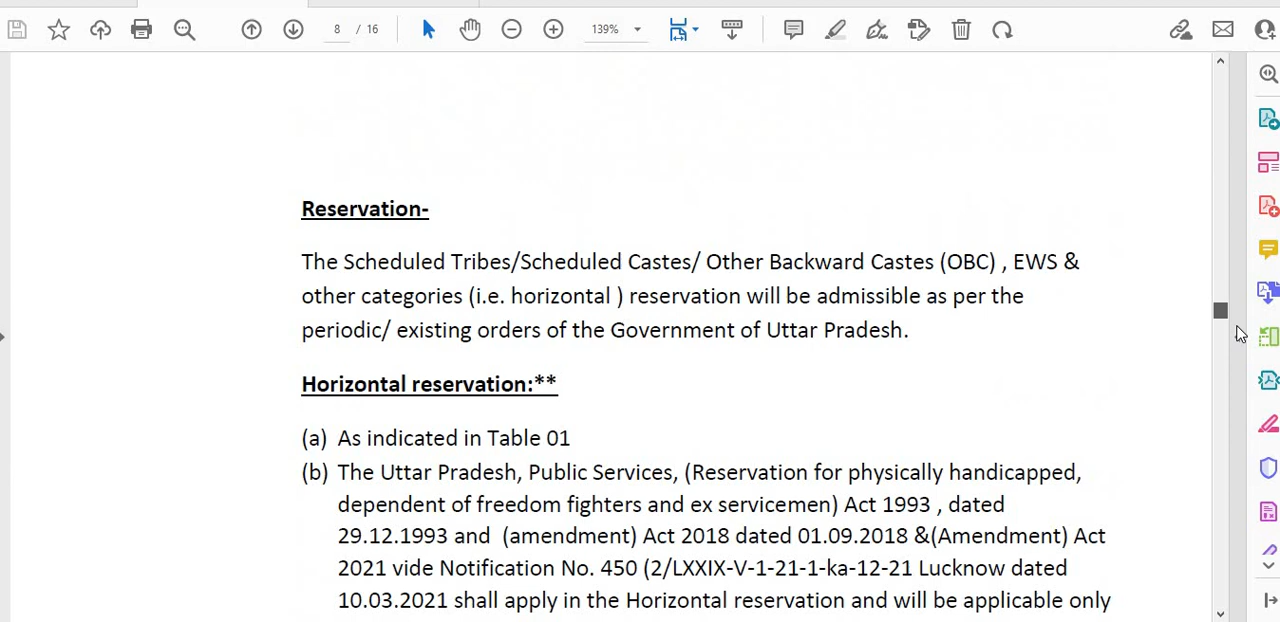 8 / 16 139%
Reservation-
The Scheduled Tribes/Scheduled Castes/ Other Backward Castes (OBC) , EWS &
other categories (i.e. horizontal ) reservation will be admissible as per the
periodic/ existing orders of the Government of Uttar Pradesh.
Horizontal reservation:**
(a) As indicated in Table 01
(b) The Uttar Pradesh, Public Services, (Reservation for physically handicapped,
dependent of freedom fighters and ex servicemen) Act 1993 , dated
29.12.1993 and (amendment) Act 2018 dated 01.09.2018 &(Amendment) Act
2021 vide Notification No. 450 (2/LXXIX-V-1-21-1-ka-12-21 Lucknow dated
10.03.2021 shall apply in the Horizontal reservation and will be applicable only